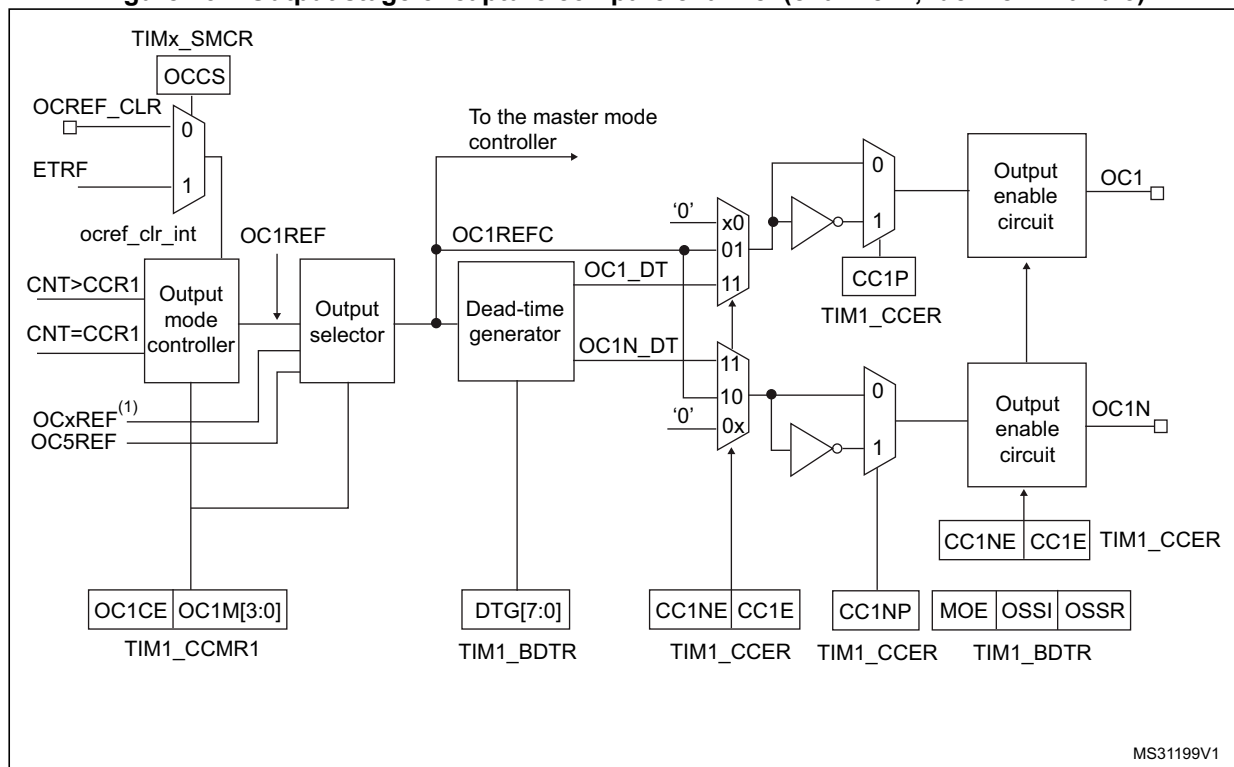 TIMx_SMCR
OCCS
OCREF_CLR
0
ETRF
1
ocref_clr_int
To the master mode
controller
OC1REF
OC1REFC
CNT>CCR1
CNT=CCR1
Output
mode
controller
Output
selector
OCxREF(1)
OC5REF
Dead-time
generator
OC1_DT
OC1N_DT
‘0’
x0
01
11
11
10
‘0’
0x
0
1
CC1P
TIM1_CCER
0
1
Output
enable
circuit
OC1
Output
enable
circuit
OC1N
CC1NE CC1E TIM1_CCER
OC1CE OC1M[3:0]
TIM1_CCMR1
DTG[7:0]
TIM1_BDTR
CC1NE CC1E
TIM1_CCER
CC1NP
TIM1_CCER
MOE OSSI OSSR
TIM1_BDTR
MS31199V1